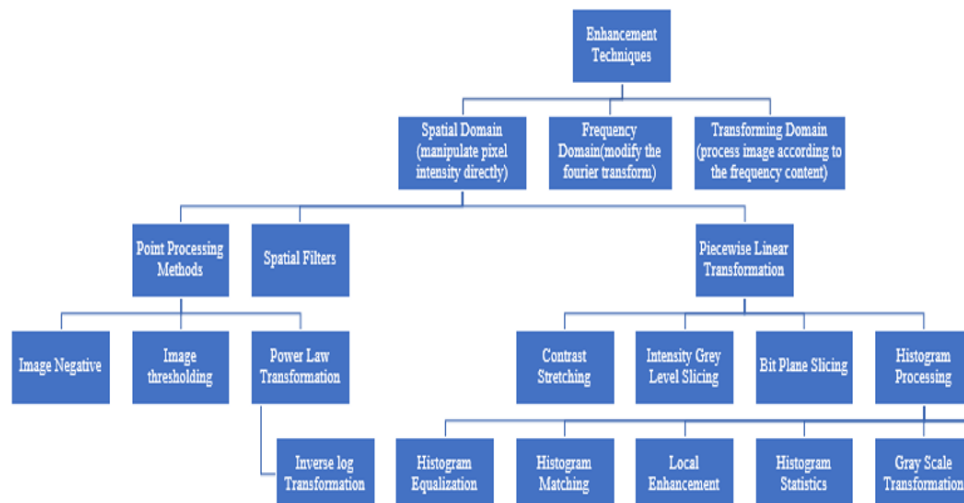 Enhancement
Techniques
Spatial Domain
(manipulate pixel
intensity directly)
Frequency
Domain(modify the
fourier transform)
Transforming Domain
(process image according to
the frequency content)
Point Processing
Methods
Spatial Filters
Piecewise Linear
Transformation
Image Negative
Image
thresholding
Power Law
Transformation
Contrast
Stretching
Intensity Grey
Level Slicing
Bit Plane Slicing
Histogram
Processing
Inverse log
Transformation
Histogram
Equalization
Histogram
Matching
Local
Enhancement
Histogram
Statistics
Gray Scale
Transformation